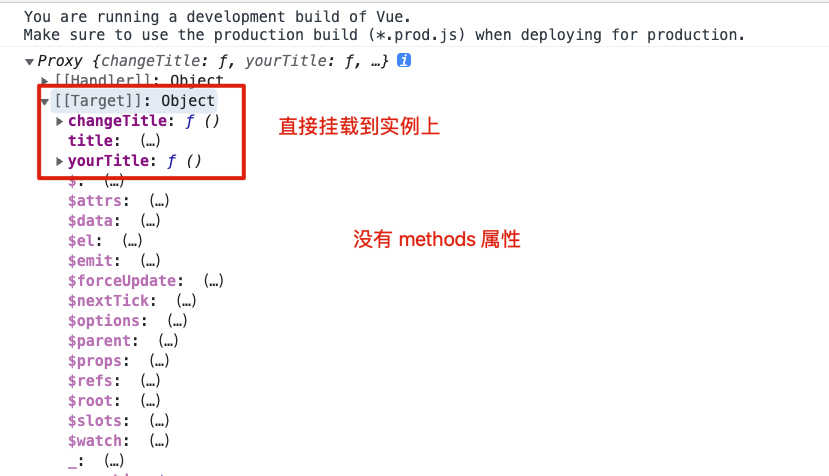 You are running a development build of Vue.
Make sure to use the production build (*.prod.js) when deploying for production.
▼Proxy {changeTitle: ƒ, yourTitle: ƒ, …} i
▶[[Handler]]: Object
▼[[Target]]: Object
▶changeTitle: ƒ ()
直接挂载到实例上
title: (…)
▶yourTitle: ƒ ()
$: (…)
$attrs: (…)
$data: (…)
$el: (…)
没有 methods 属性
$emit: (…)
$forceUpdate: (…)
$nextTick: (…)
$options: (…)
$parent: (…)
$props: (…)
$refs: (…)
$root: (…)
$slots: (…)
$watch: (…)
_: (…)